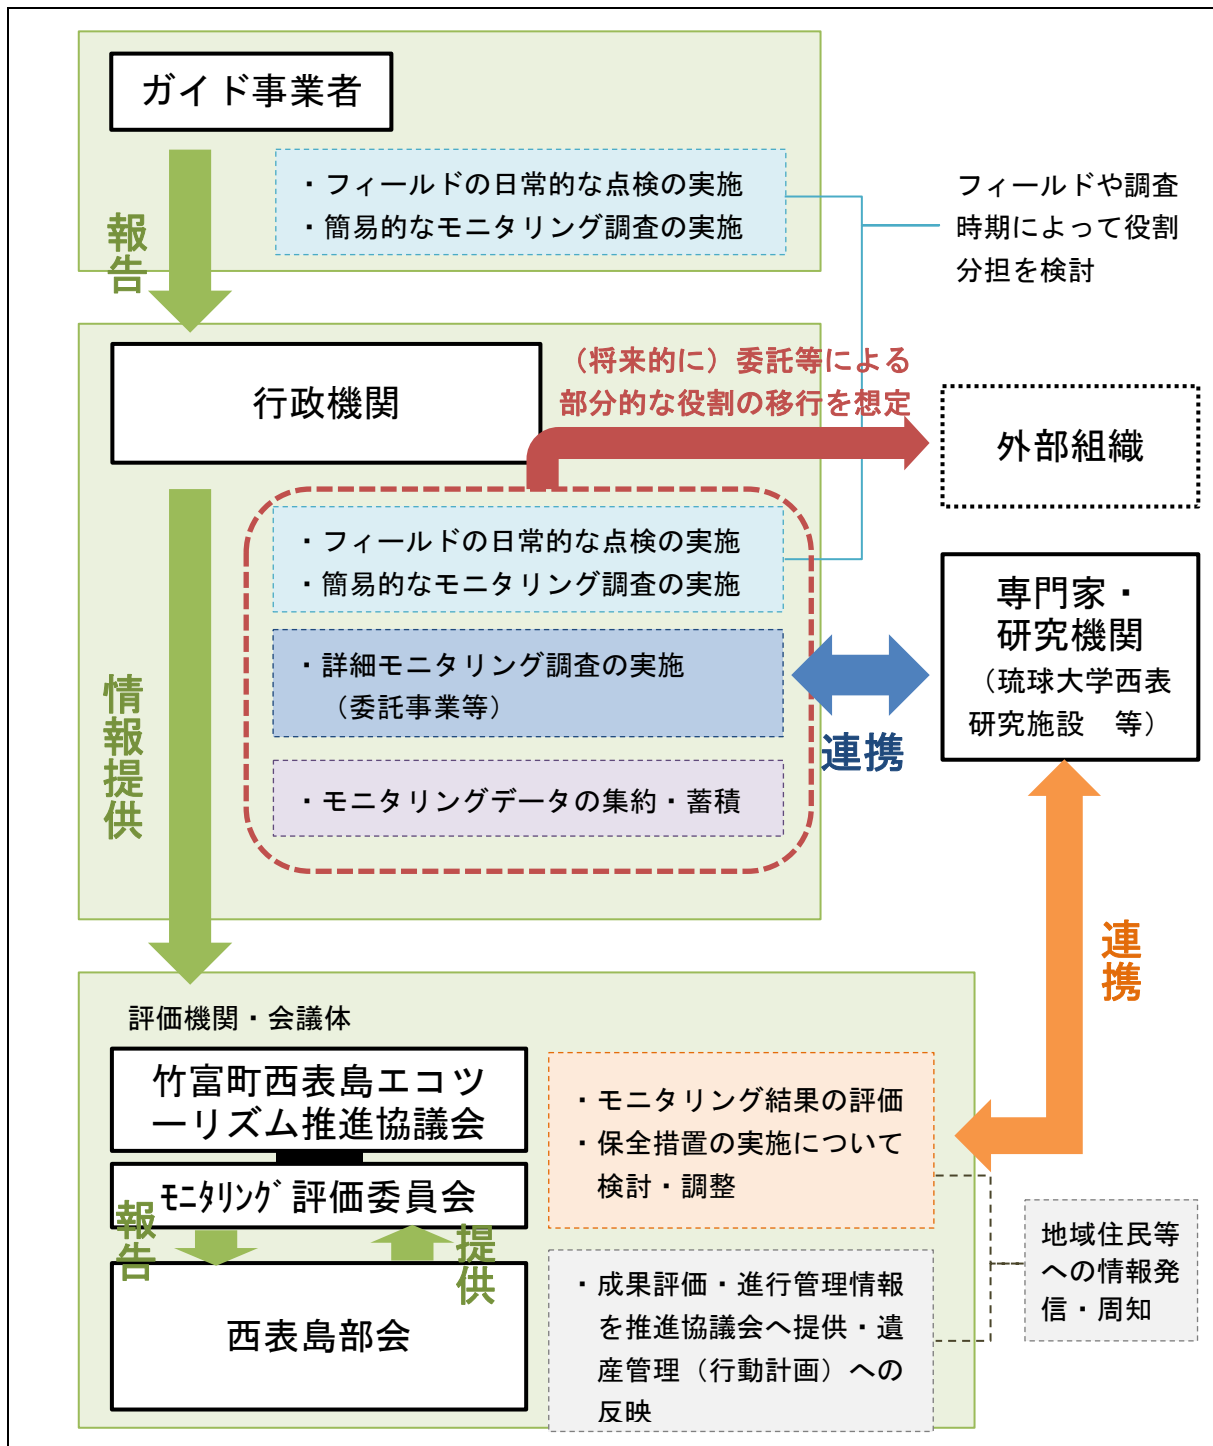 ガイド事業者
・フィールドの日常的な点検の実施
・簡易的なモニタリング調査の実施
報告
フィールドや調査
時期によって役割
分担を検討
行政機関
（将来的に）委託等による
部分的な役割の移行を想定
外部組織
・フィールドの日常的な点検の実施
・簡易的なモニタリング調査の実施
・詳細モニタリング調査の実施
（委託事業等）
・モニタリングデータの集約・蓄積
情報提供
連携
専門家・
研究機関
（琉球大学西表
研究施設　等）
連携
評価機関・会議体
竹富町西表島エコツ
ーリズム推進協議会
ﾓﾆﾀﾘﾝｸﾞ評価委員会
報告
提供
西表島部会
・モニタリング結果の評価
・保全措置の実施について
検討・調整
・成果評価・進行管理情報
を推進協議会へ提供・遺
産管理（行動計画）への
反映
地域住民等
への情報発
信・周知